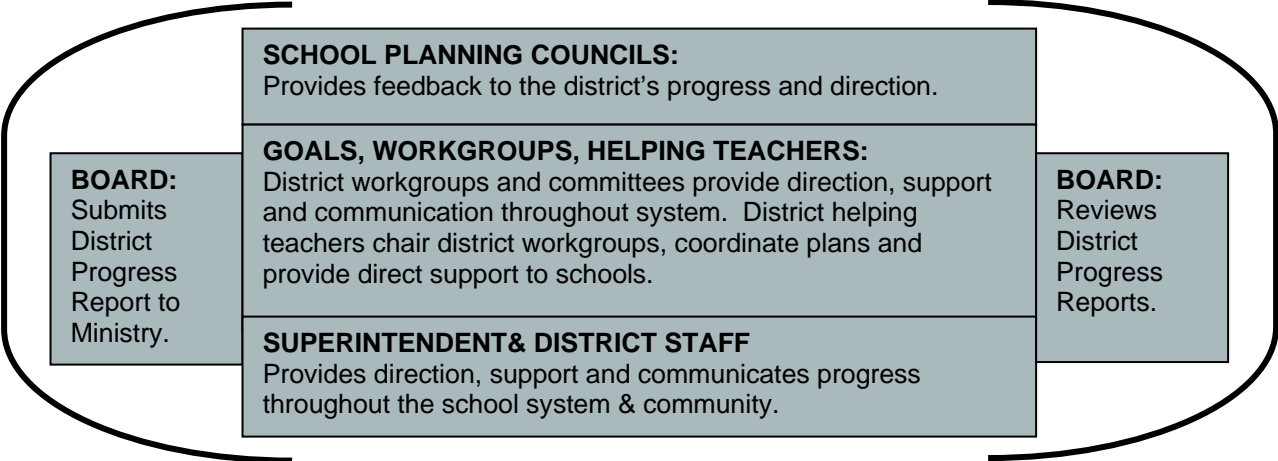 SCHOOL PLANNING COUNCILS:
Provides feedback to the district’s progress and direction.
GOALS, WORKGROUPS, HELPING TEACHERS:
District workgroups and committees provide direction, support
and communication throughout system.  District helping
teachers chair district workgroups, coordinate plans and
provide direct support to schools.
SUPERINTENDENT& DISTRICT STAFF
Provides direction, support and communicates progress
throughout the school system & community.
BOARD:
Submits
District
Progress
Report to
Ministry.
BOARD:
Reviews
District
Progress
Reports.